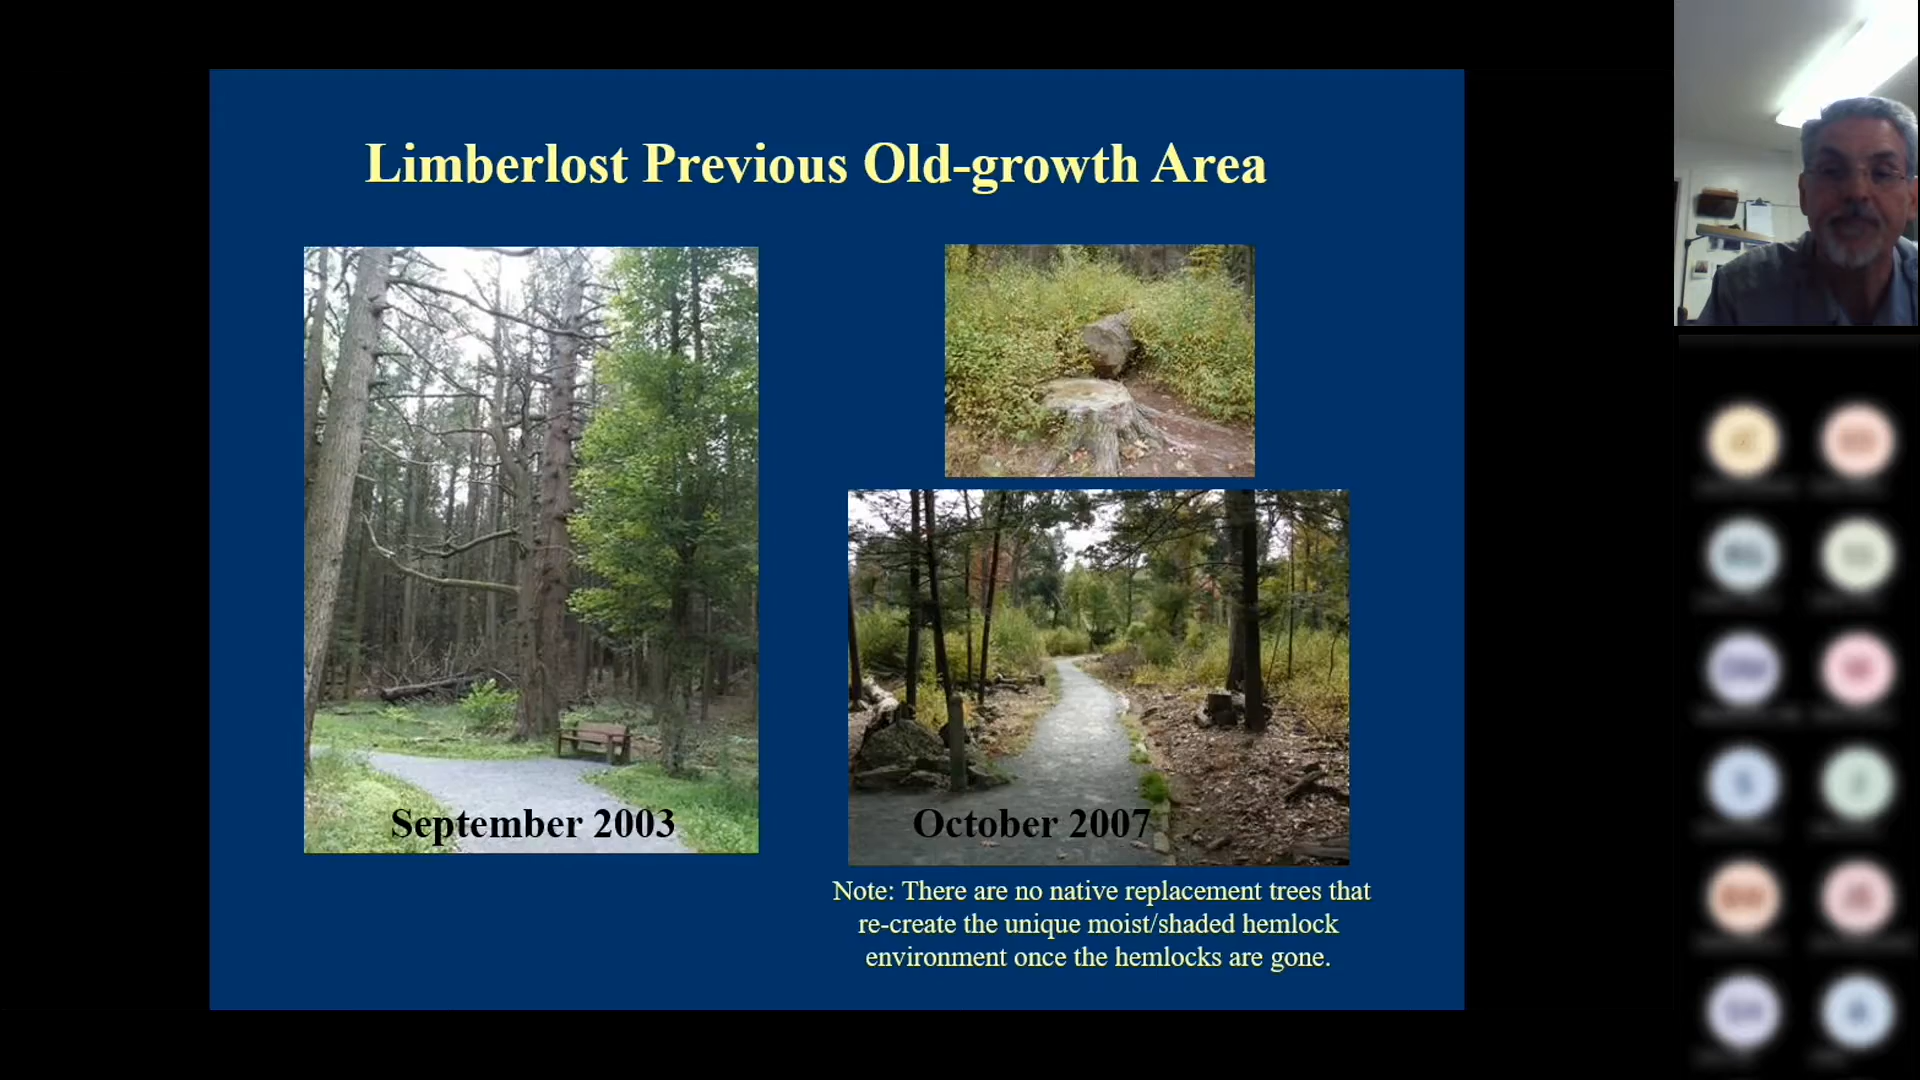 Limberlost Previous Old-growth Area
September 2003
October 2007
Note: There are no native replacement trees that
re-create the unique moist/shaded hemlock
environment once the hemlocks are gone.